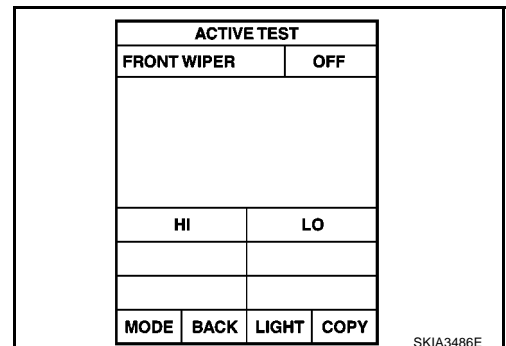 ACTIVE TEST
FRONT WIPER OFF
HI LO
MODE BACK LIGHT COPY
SKIA3486E